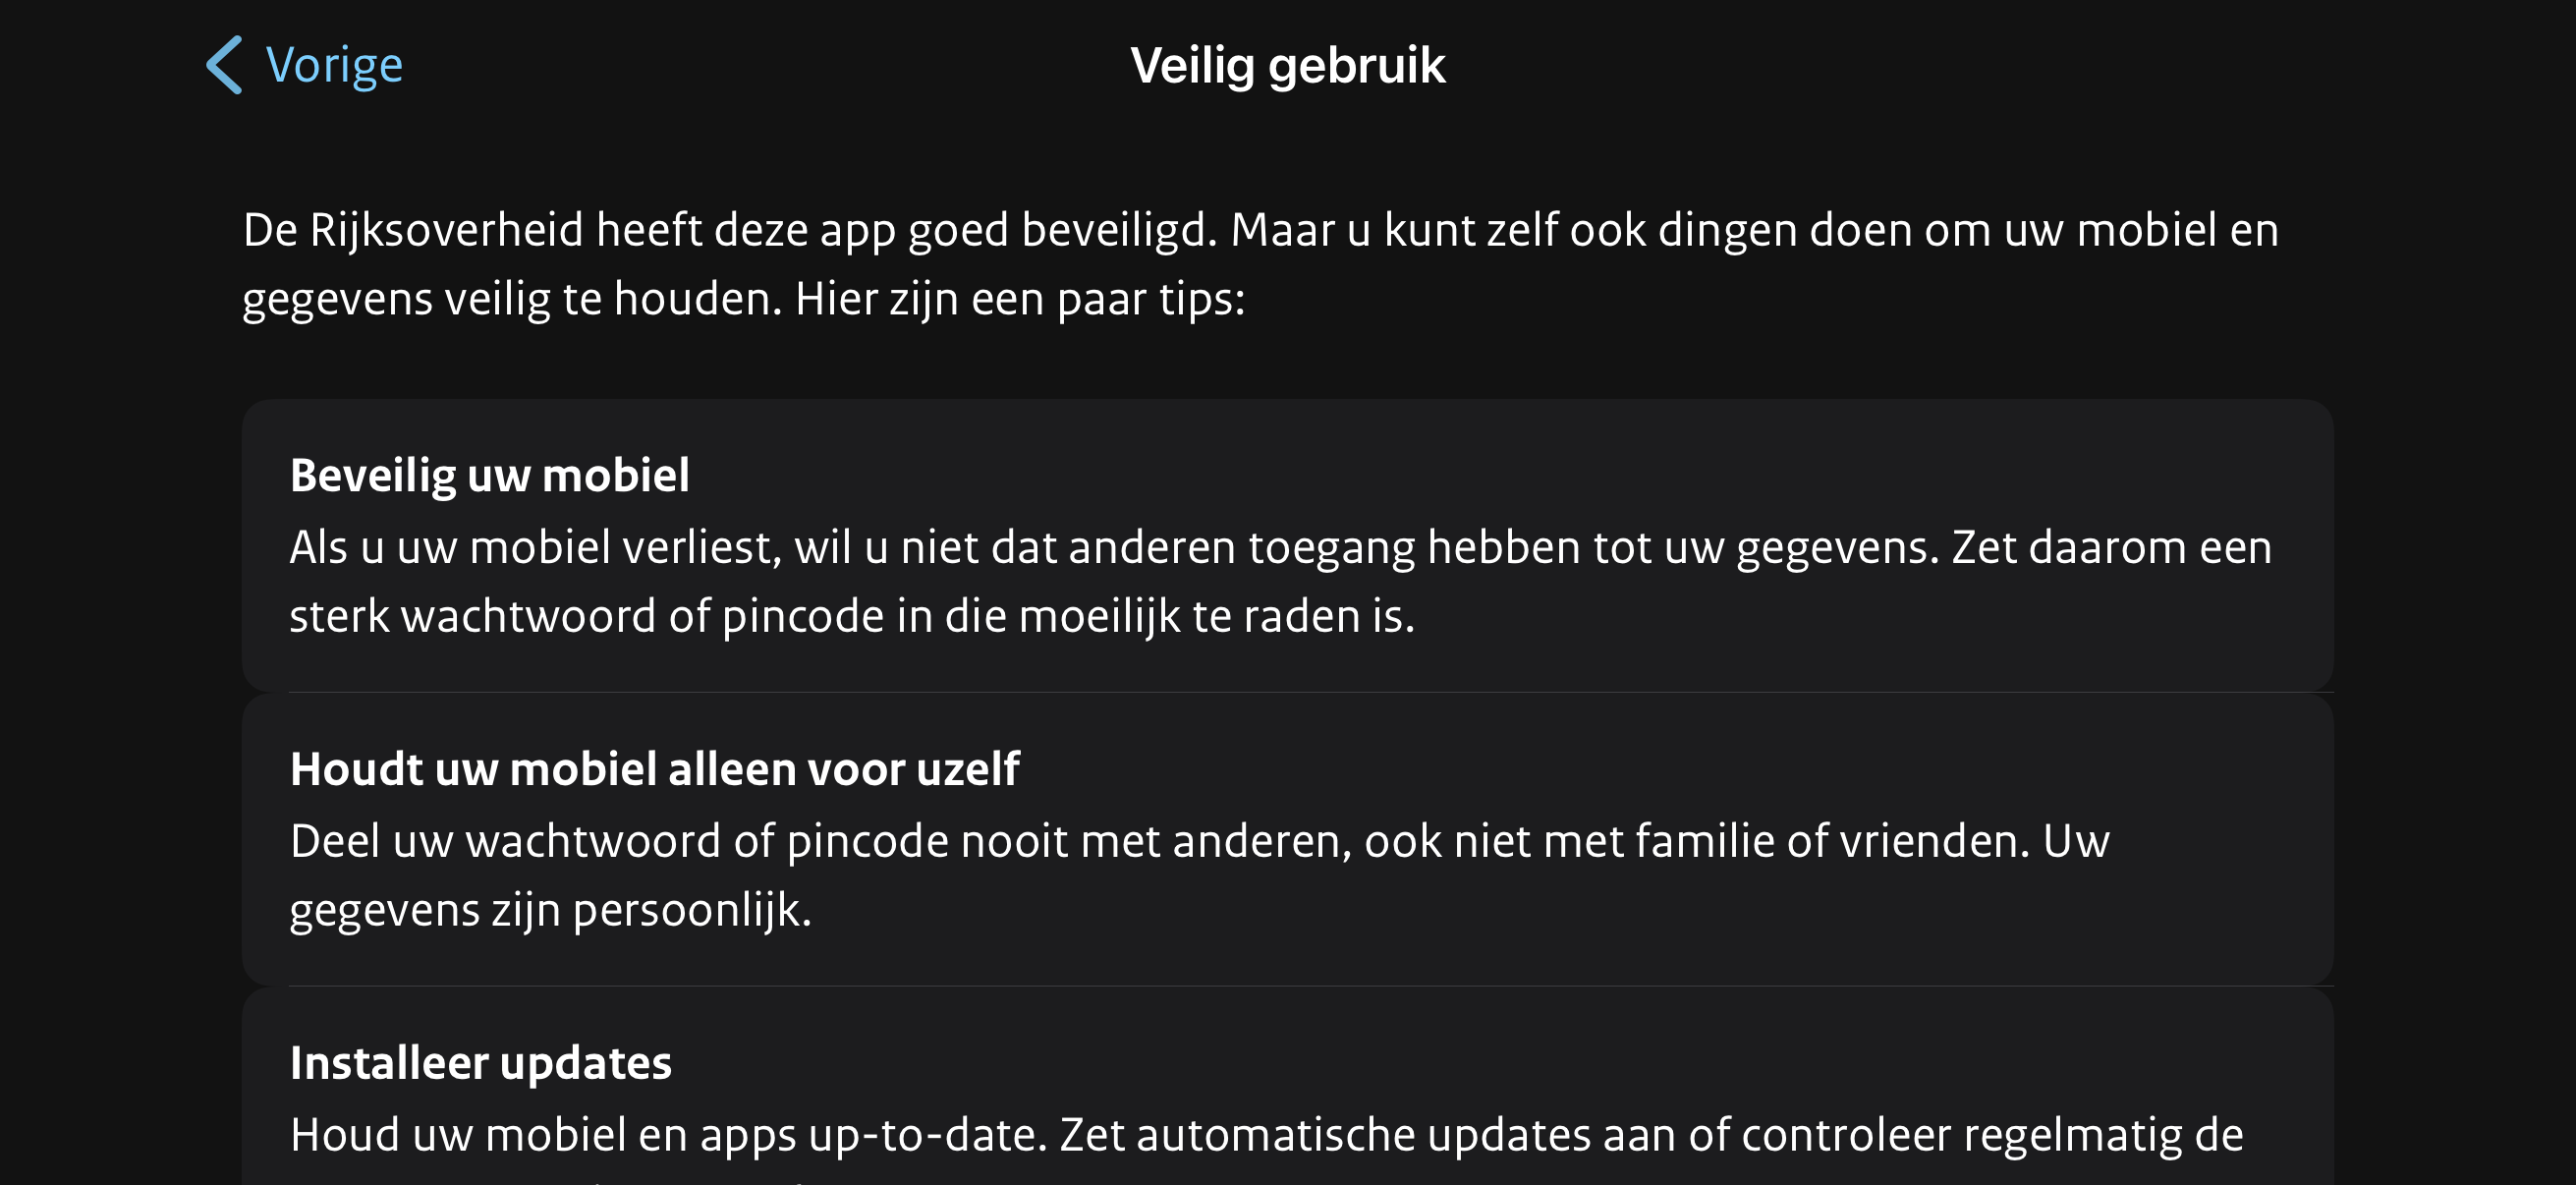 Vorige
Veilig gebruik
De Rijksoverheid heeft deze app goed beveiligd. Maar u kunt zelf ook dingen doen om uw mobiel en
gegevens veilig te houden. Hier zijn een paar tips:
Beveilig uw mobiel
Als u uw mobiel verliest, wil u niet dat anderen toegang hebben tot uw gegevens. Zet daarom een
sterk wachtwoord of pincode in die moeilijk te raden is.
Houdt uw mobiel alleen voor uzelf
Deel uw wachtwoord of pincode nooit met anderen, ook niet met familie of vrienden. Uw
gegevens zijn persoonlijk.
Installeer updates
Houd uw mobiel en apps up-to-date. Zet automatische updates aan of controleer regelmatig de